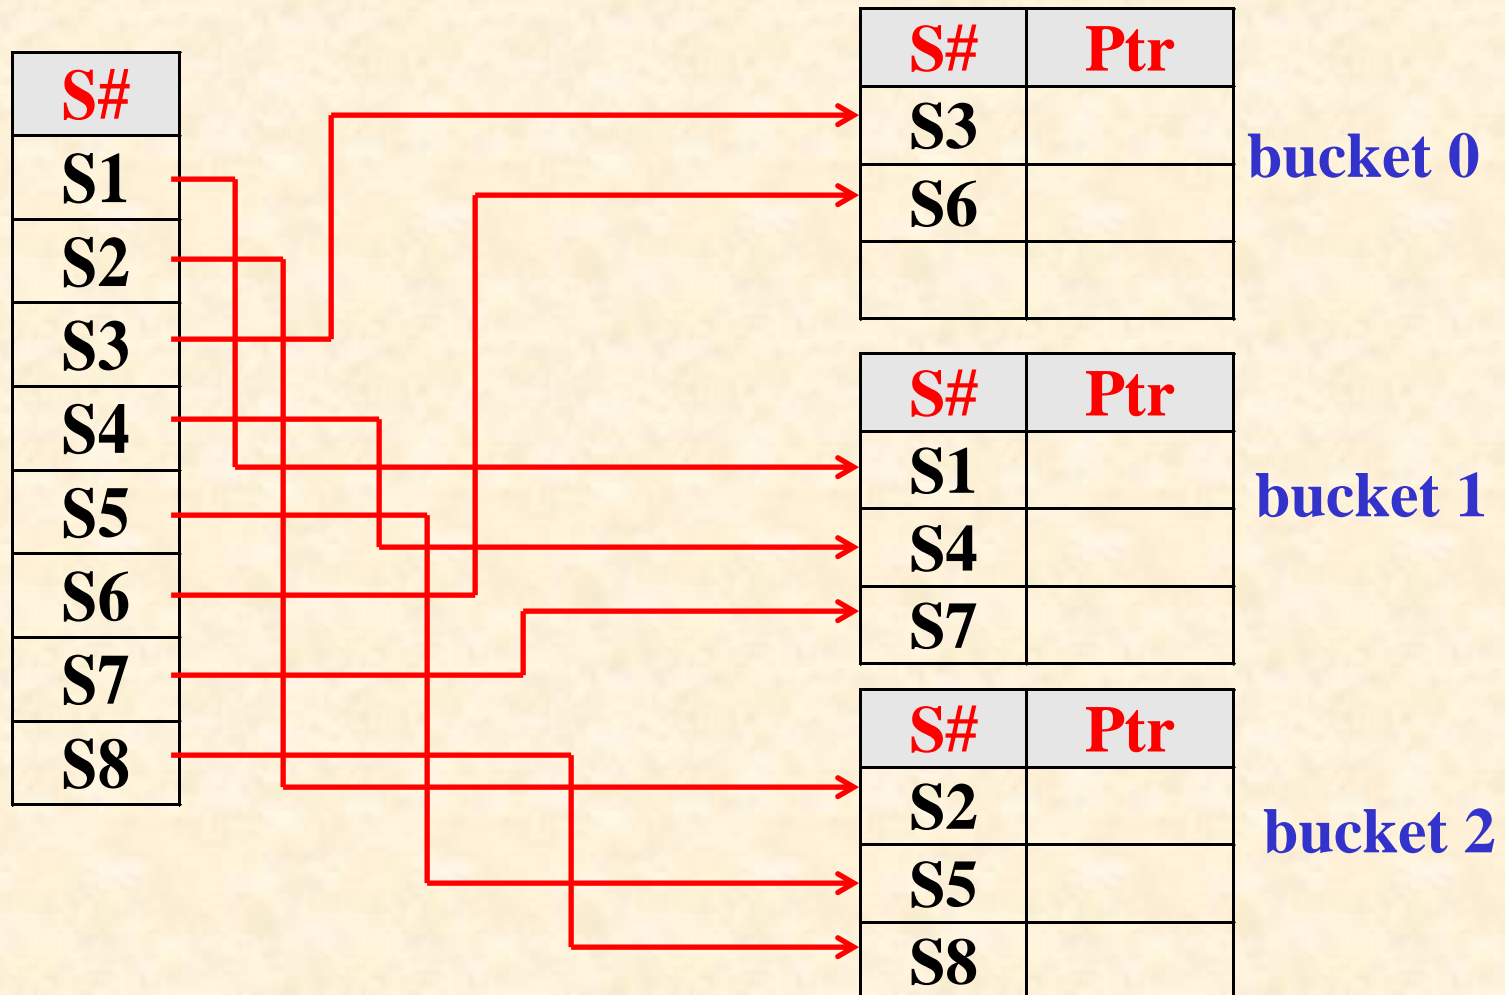 S#
S1
S2
S3
S4
S5
S6
S7
S8
S# Ptr
S3
S6
bucket 0
S# Ptr
S1
S4
S7
bucket 1
S# Ptr
S2
S5
S8
bucket 2